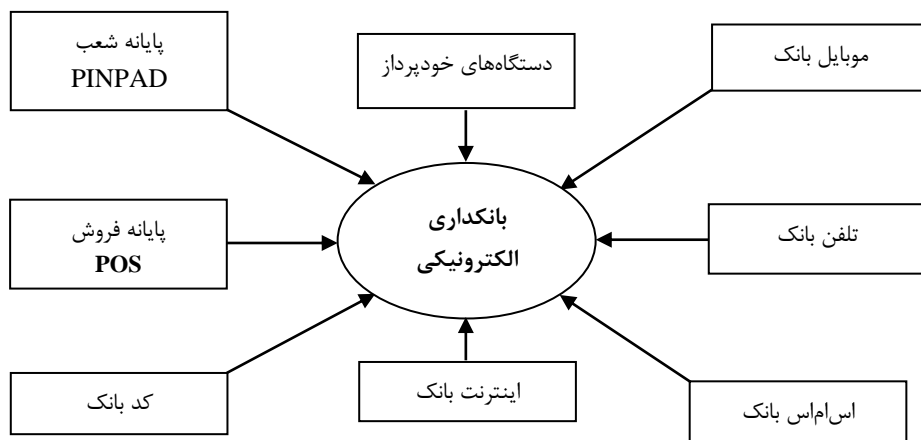 پایانه شعب
PINPAD
دستگاه‌های خودپرداز
موبایل بانک
بانکداری
الکترونیکی
پایانه فروش
POS
تلفن بانک
کد بانک
اینترنت بانک
اس‌ام‌اس بانک